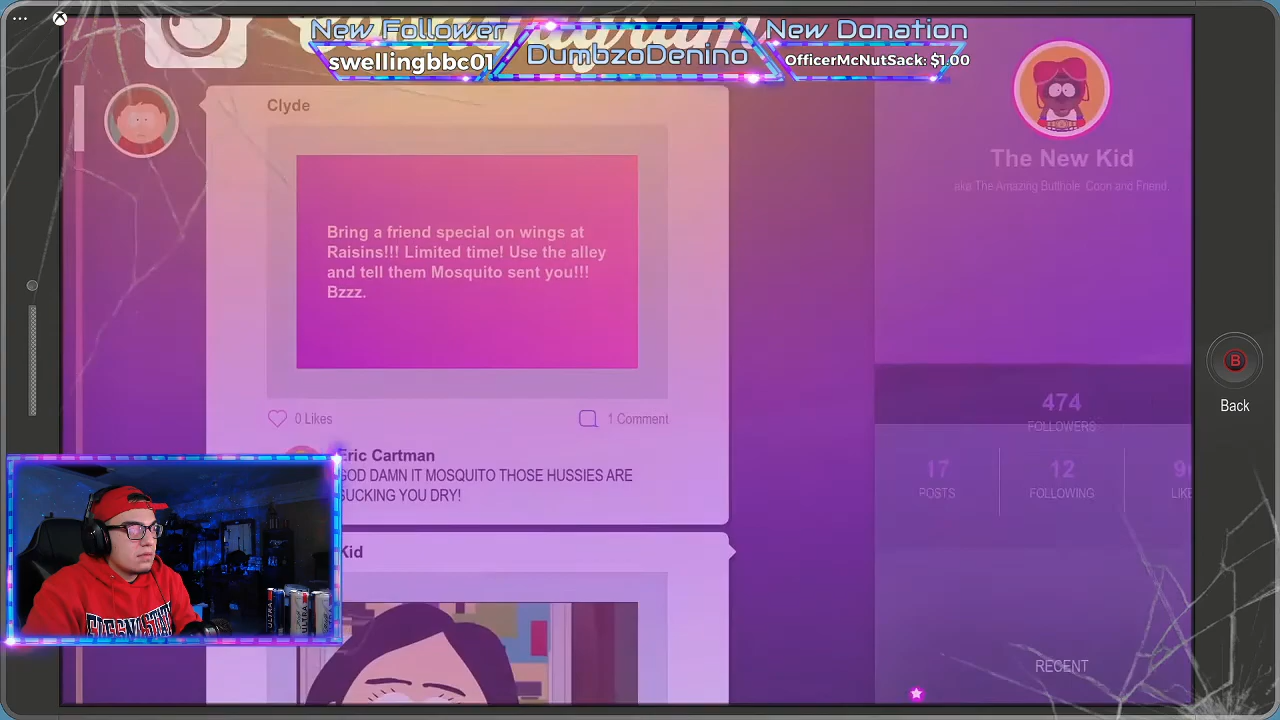 New Follower
swellingbbc01
DumbzoDenino
New Donation
OfficerMcNutSack: $1.00
Clyde
Bring a friend special on wings at
Raisins!!! Limited time! Use the alley
and tell them Mosquito sent you!!!
Bzzz.
0 Likes
1 Comment
Eric Cartman
GOD DAMN IT MOSQUITO THOSE HUSSIES ARE
SUCKING YOU DRY!
Kid
The New Kid
aka The Amazing Butthole. Coon and Friend.
474
FOLLOWERS
17
POSTS
12
FOLLOWING
LIKE
RECENT
B
Back
ULTRA